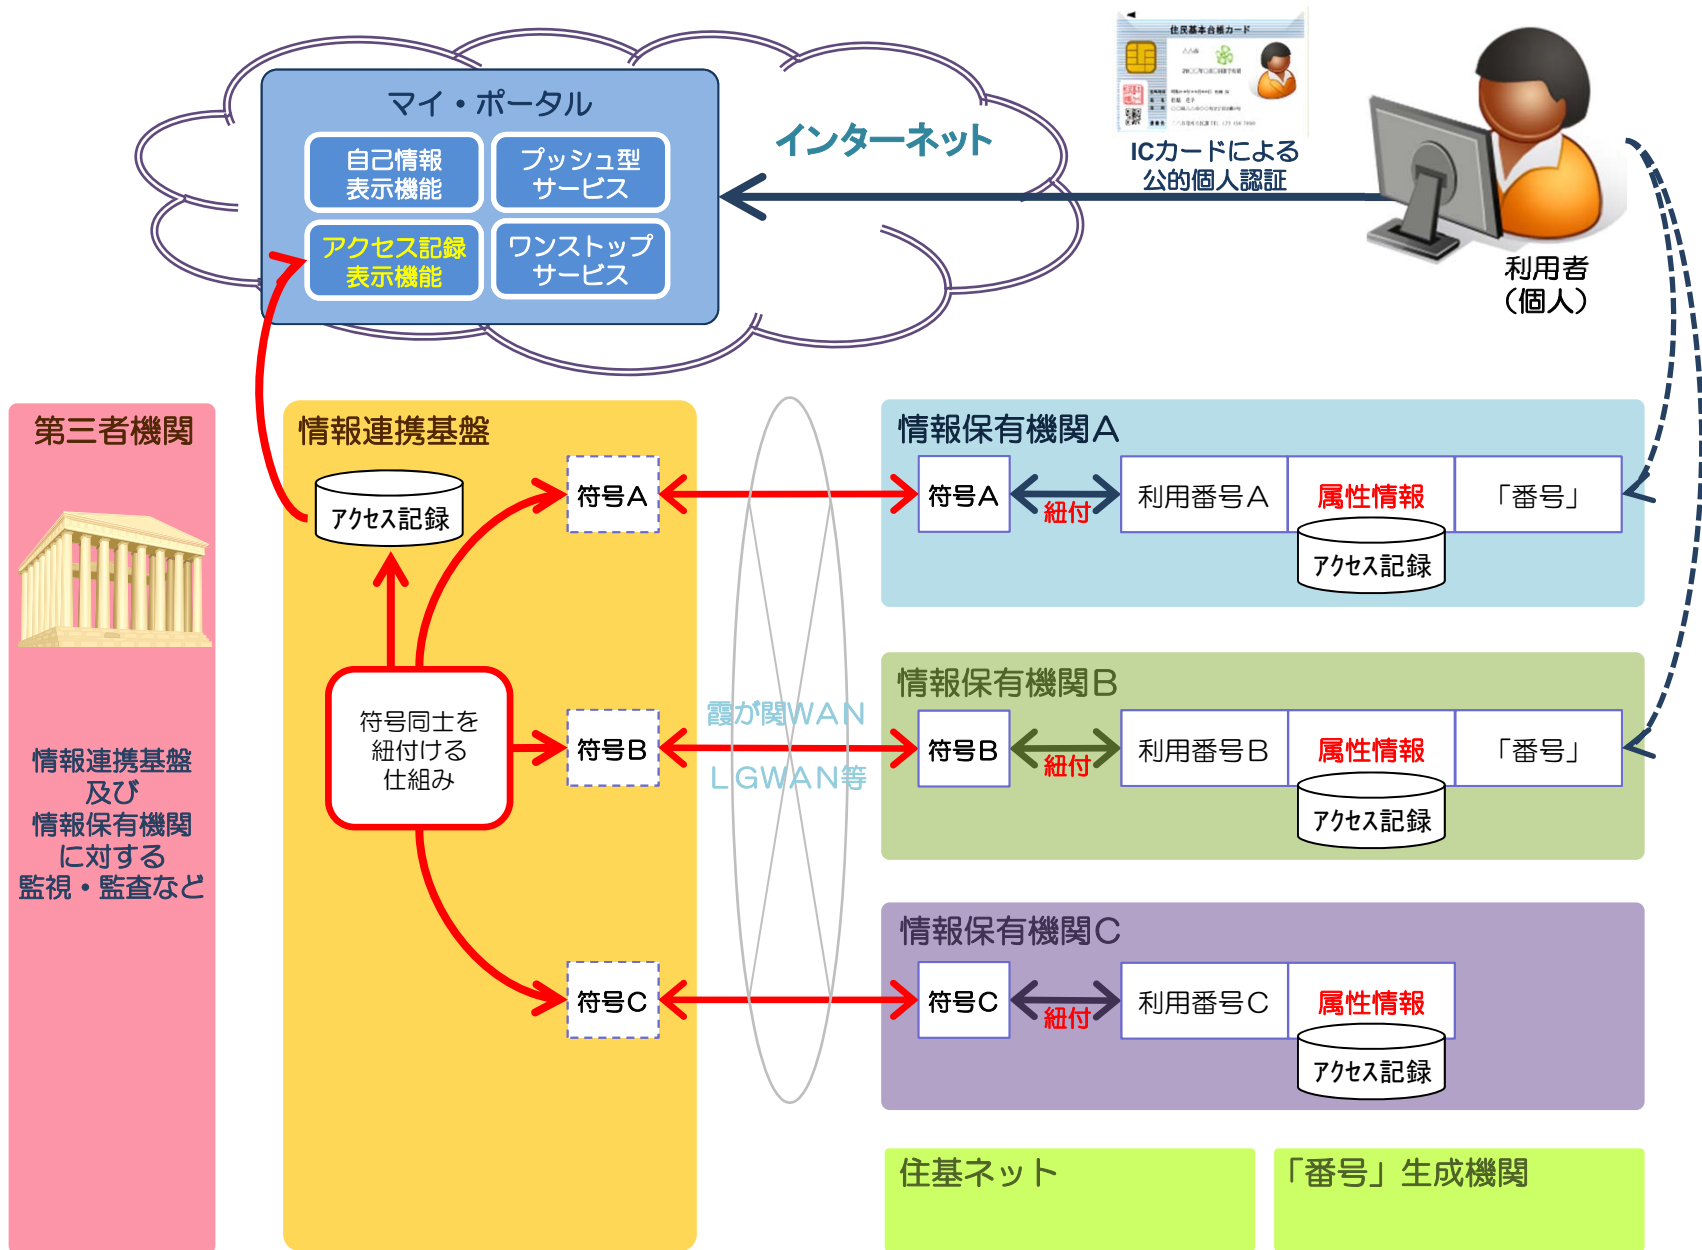 住民基本台帳カード
マイ・ポータル
自己情報
表示機能
プッシュ型
サービス
アクセス記録
表示機能
ワンストップ
サービス
インターネット
ICカードによる
公的個人認証
利用者
(個人)
第三者機関
情報連携基盤
及び
情報保有機関
に対する
監視・監査など
情報連携基盤
アクセス記録
符号同士を
紐付ける
仕組み
符号A
符号B
符号C
霞が関WAN
LGWAN等
情報保有機関A
符号A
紐付
利用番号A
属性情報
「番号」
アクセス記録
情報保有機関B
符号B
紐付
利用番号B
属性情報
「番号」
アクセス記録
情報保有機関C
符号C
紐付
利用番号C
属性情報
アクセス記録
住基ネット
「番号」生成機関